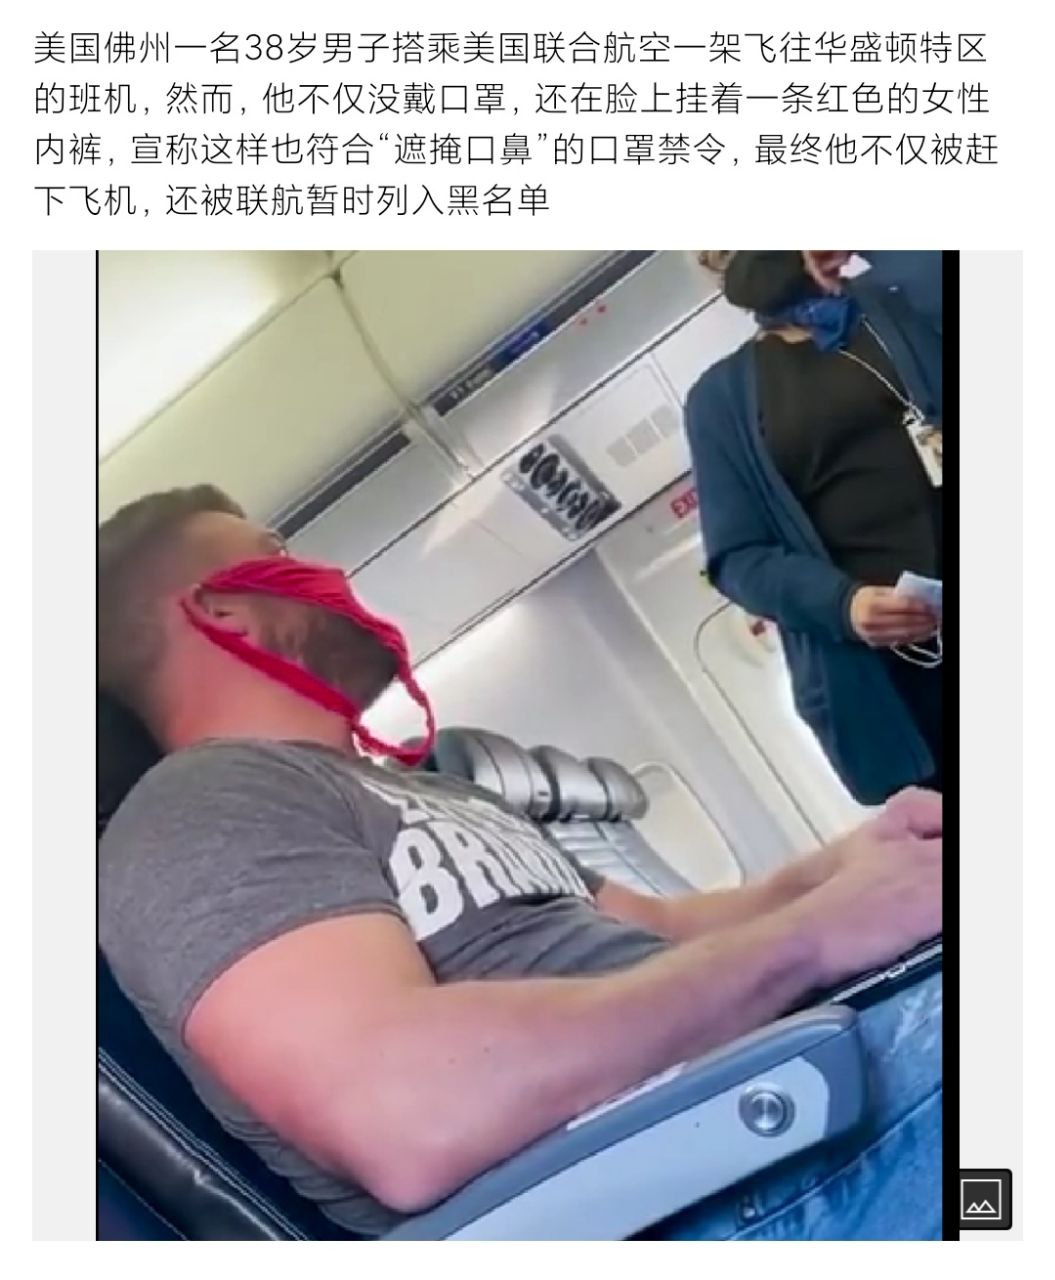 美国佛州一名38岁男子搭乘美国联合航空一架飞往华盛顿特区
的班机，然而，他不仅没戴口罩，还在脸上挂着一条红色的女性
内裤，宣称这样也符合“遮掩口鼻”的口罩禁令，最终他不仅被赶
下飞机，还被联航暂时列入黑名单